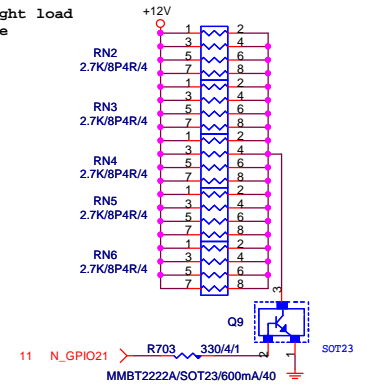 ght load
e
+12V
1 2
3 4
RN2
5 6
2.7K/8P4R/4
7 8
1 2
RN3
3 4
5 6
2.7K/8P4R/4
7 8
1 2
3 4
RN4
5 6
2.7K/8P4R/4
7 8
1 2
RN5
3 4
2.7K/8P4R/4
5 6
7 8
1 2
RN6
3 4
2.7K/8P4R/4
5 6
7 8
3
Q9
SOT23
R703 330/4/1
2 1
11 N_GPIO21
MMBT2222A/SOT23/600mA/40